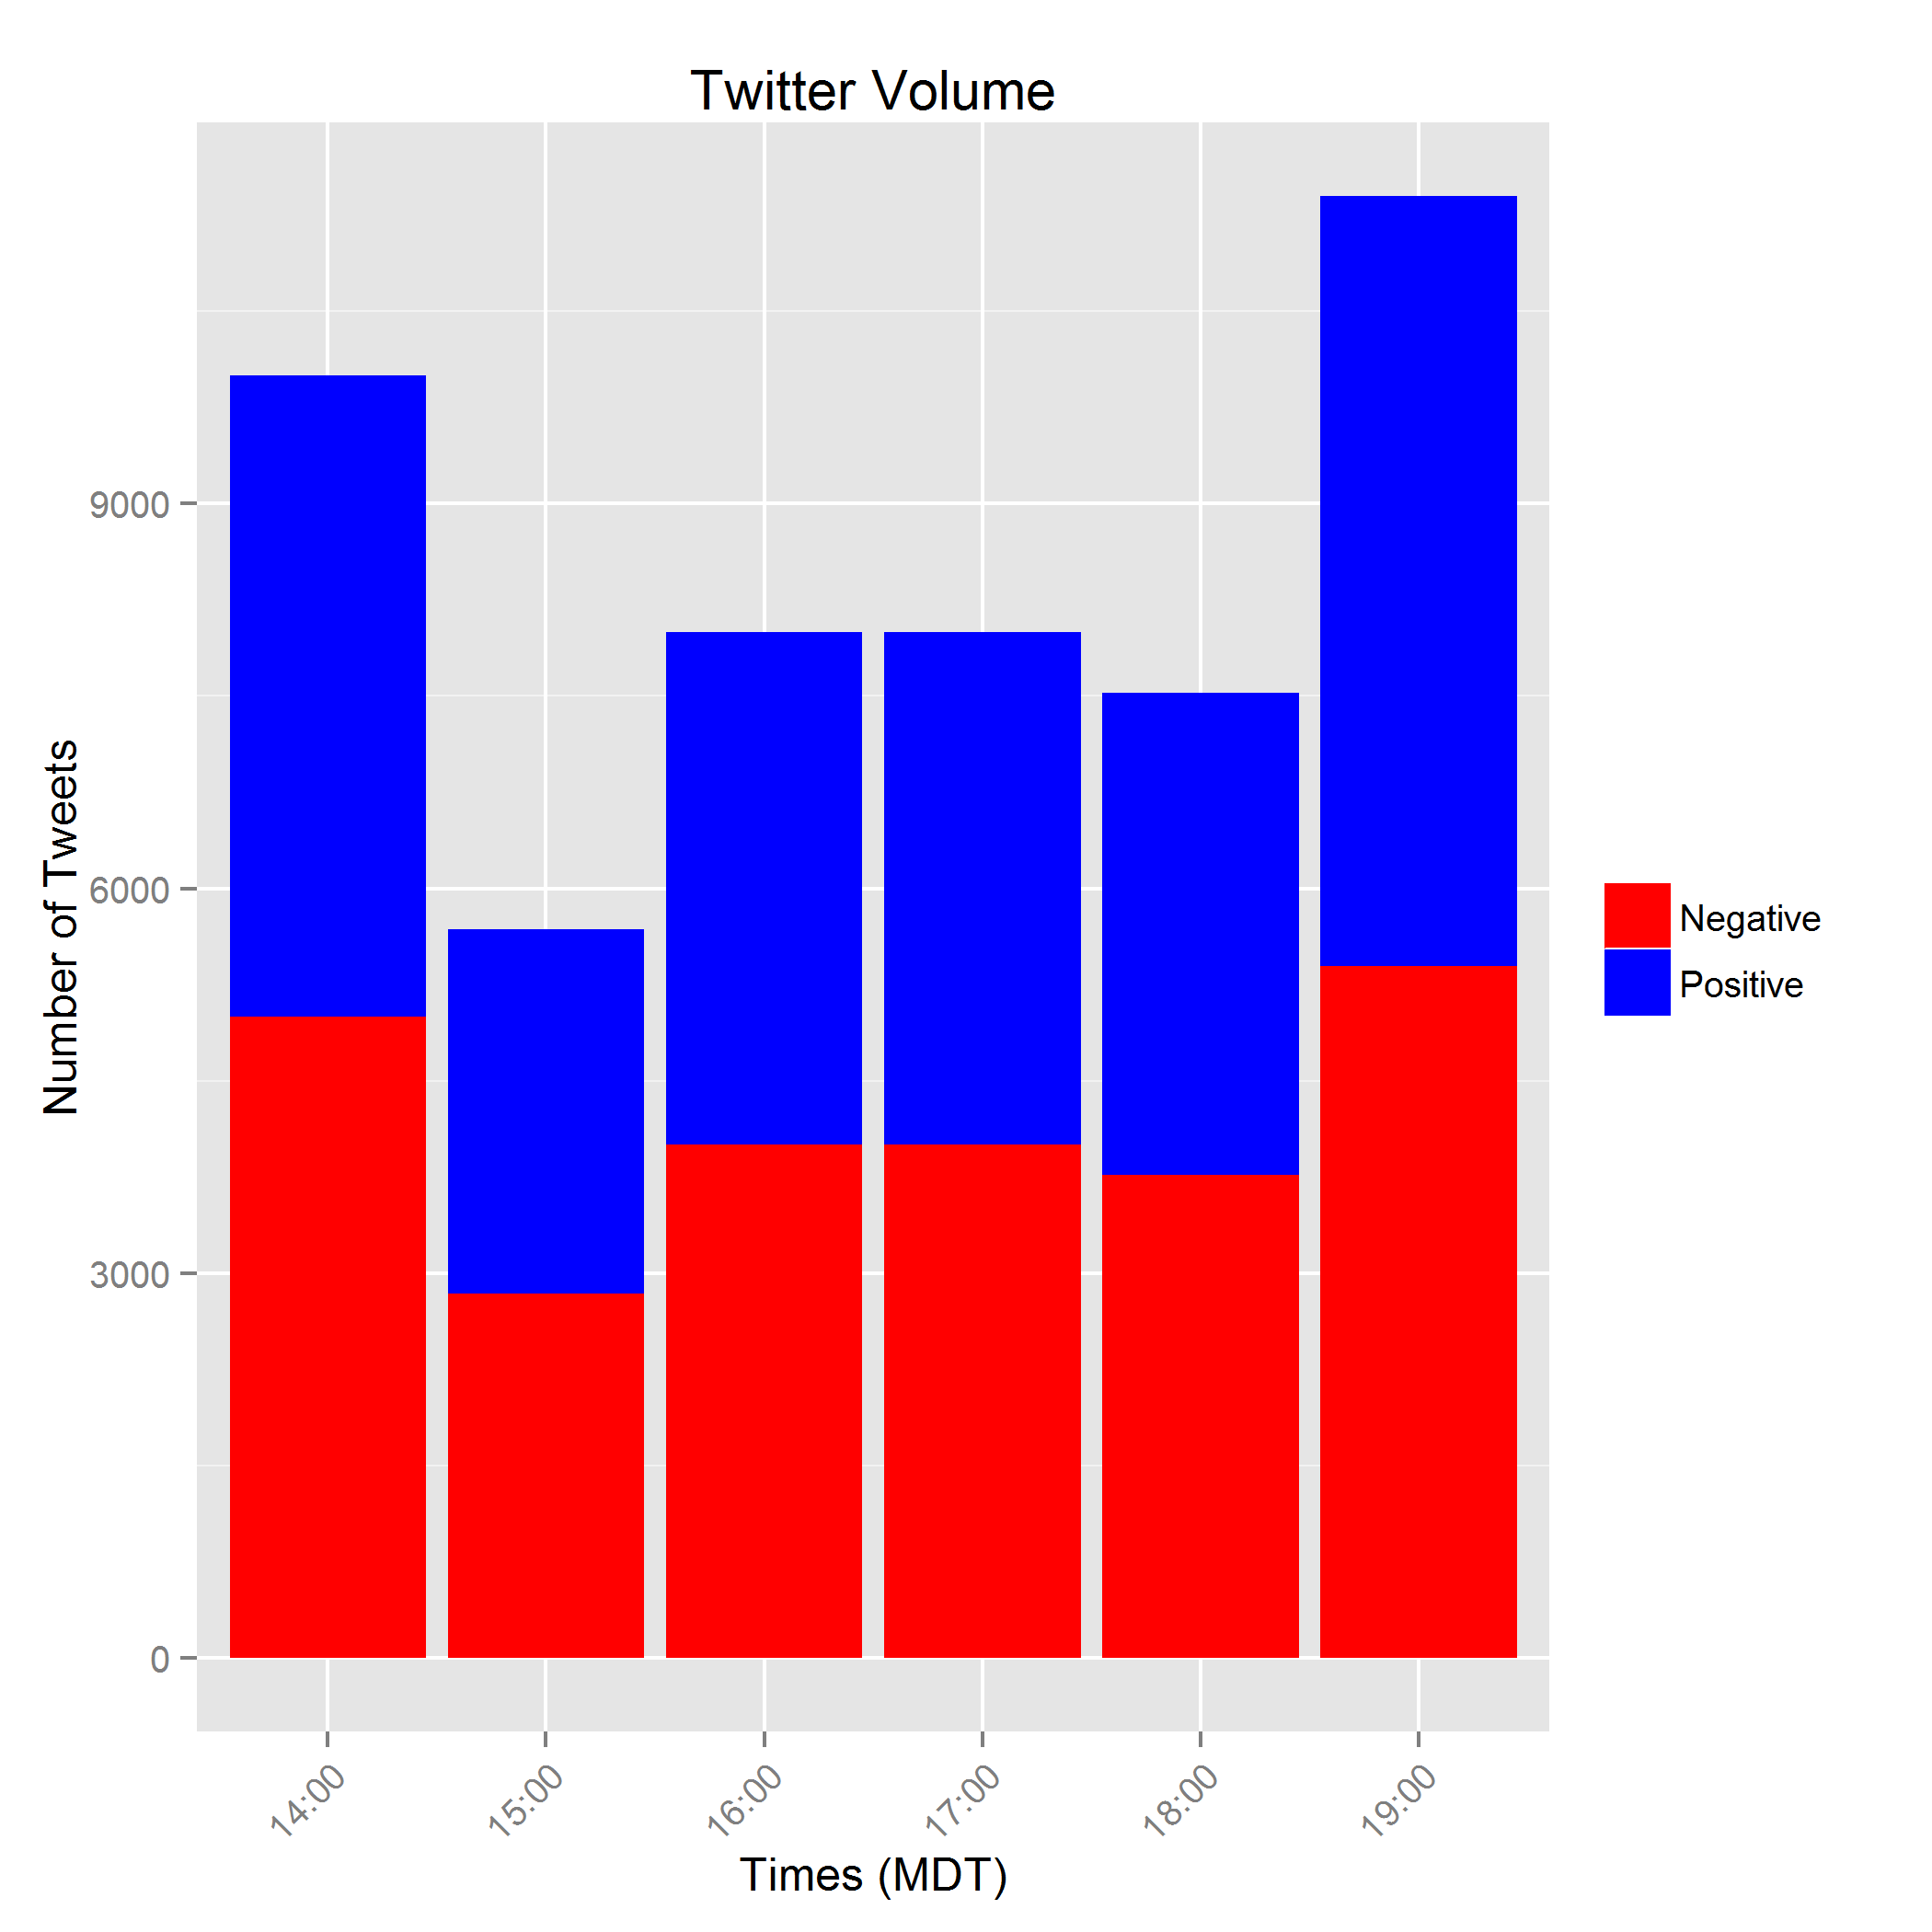 Twitter Volume
Number of Tweets
9000
6000
3000
0
14:00
15:00
16:00
17:00
18:00
19:00
Times (MDT)
Negative
Positive